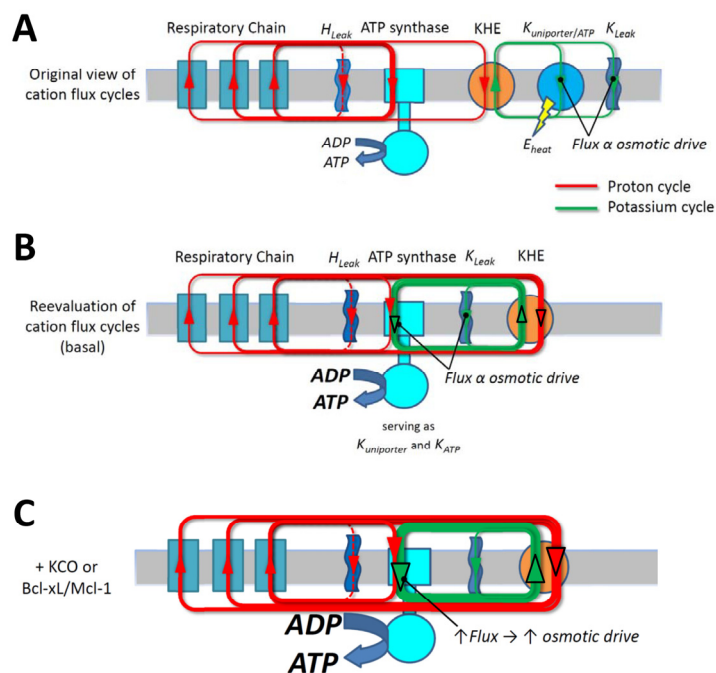 A
Respiratory Chain
H_Leak
ATP synthase
KHE
K_uniporter/ATP
K_Leak
Original view of
cation flux cycles
ADP
ATP
E_heat
Flux α osmotic drive
Proton cycle
Potassium cycle
B
Respiratory Chain
H_Leak
ATP synthase
K_Leak
KHE
Reevaluation of
cation flux cycles
(basal)
ADP
ATP
Flux α osmotic drive
serving as
K_uniporter and K_ATP
C
+ KCO or
Bcl-xL/Mcl-1
ADP
ATP
↑Flux → ↑ osmotic drive